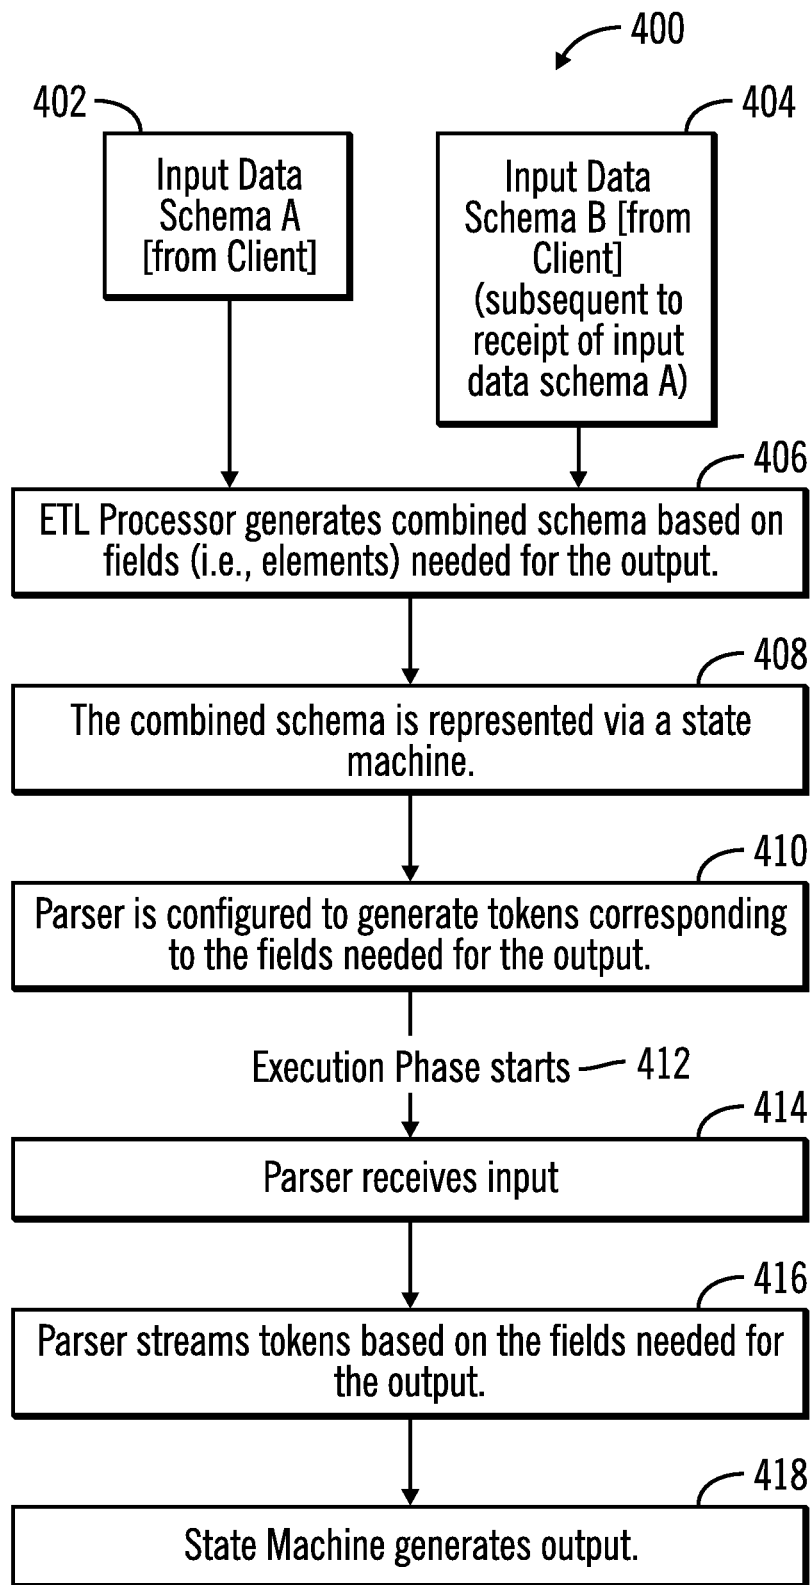 400
402
404
Input Data
Schema A
[from Client]
Input Data
Schema B [from
Client]
(subsequent to
receipt of input
data schema A)
406
ETL Processor generates combined schema based on
fields (i.e., elements) needed for the output.
408
The combined schema is represented via a state
machine.
410
Parser is configured to generate tokens corresponding
to the fields needed for the output.
Execution Phase starts 412
414
Parser receives input
416
Parser streams tokens based on the fields needed for
the output.
418
State Machine generates output.